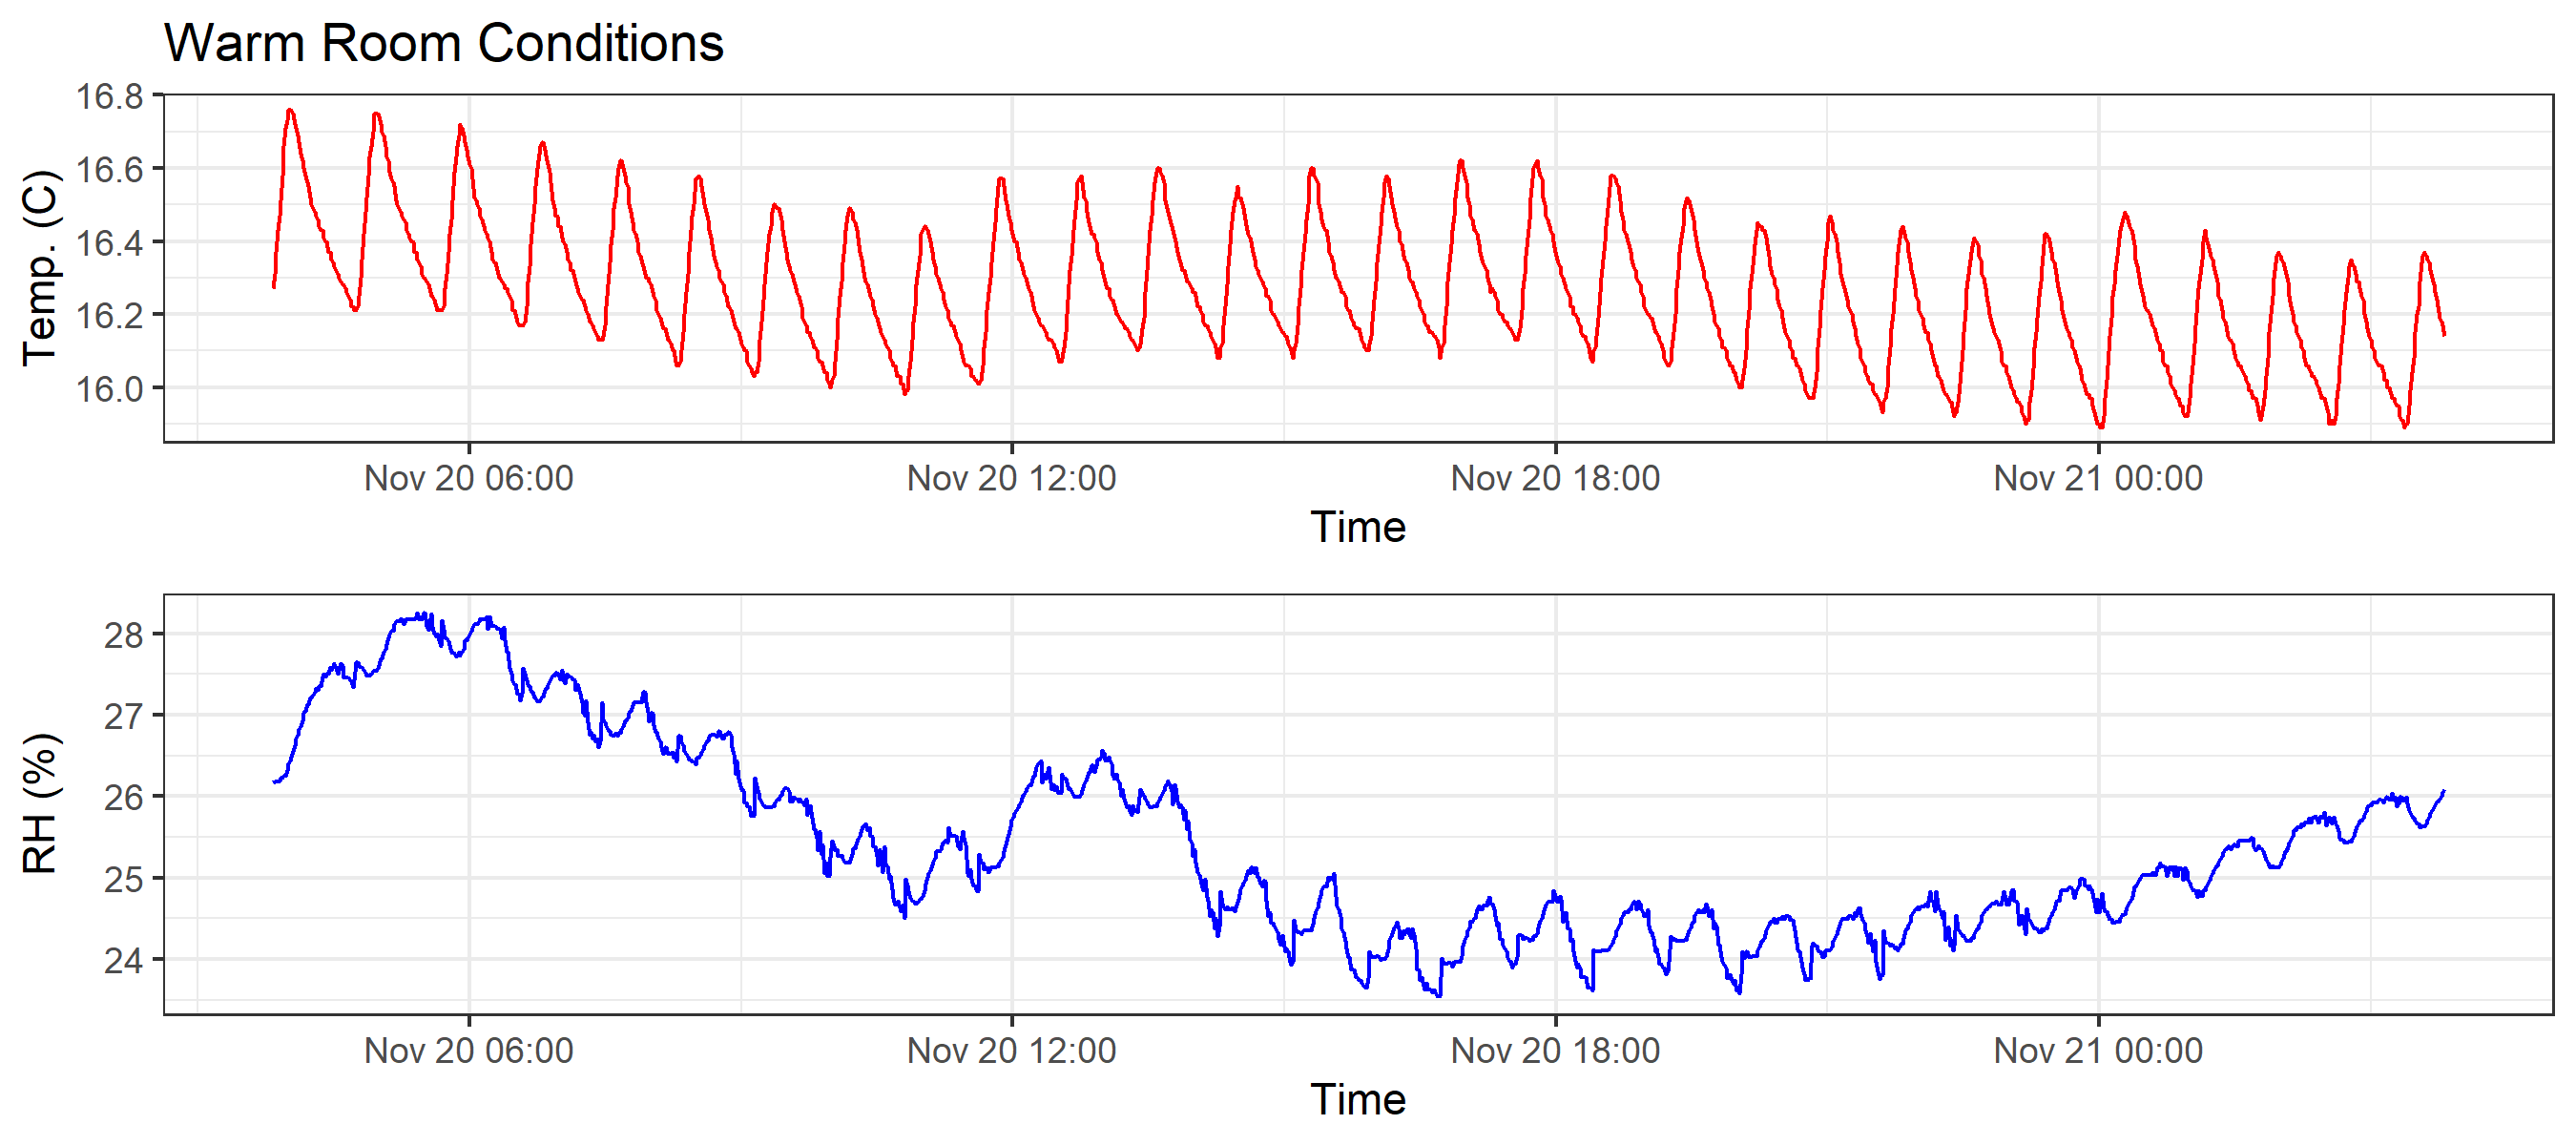 Warm Room Conditions
Temp. (C)
16.8
16.6
16.4
16.2
16.0
Nov 20 06:00 Nov 20 12:00 Nov 20 18:00 Nov 21 00:00
Time
RH (%)
28
27
26
25
24
Nov 20 06:00 Nov 20 12:00 Nov 20 18:00 Nov 21 00:00
Time